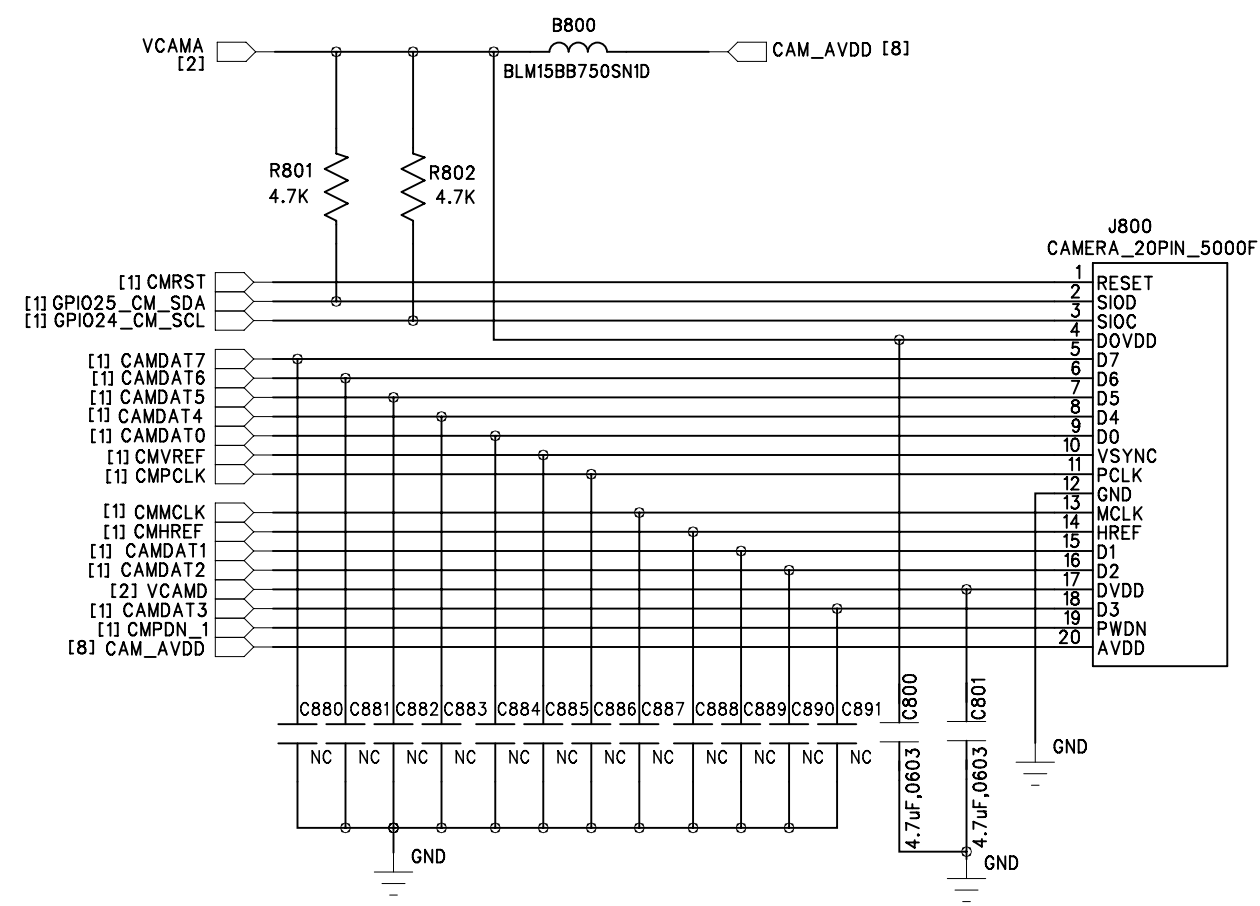 B800
VCAMA
[2]
CAM_AVDD [8]
BLM15BB750SN1D
R801
4.7K
R802
4.7K
J800
CAMERA_20PIN_5000F
[1] CMRST
1
RESET
[1] GPIO25_CM_SDA
2
SIOD
[1] GPIO24_CM_SCL
3
SIOC
4
DOVDD
[1] CAMDAT7
5
D7
[1] CAMDAT6
6
D6
[1] CAMDAT5
7
D5
[1] CAMDAT4
8
D4
[1] CAMDAT0
9
D0
[1] CMVREF
10
VSYNC
[1] CMPCLK
11
PCLK
12
GND
[1] CMMCLK
13
MCLK
[1] CMHREF
14
HREF
[1] CAMDAT1
15
D1
[1] CAMDAT2
16
D2
[2] VCAMD
17
DVDD
[1] CAMDAT3
18
D3
[1] CMPDN_1
19
PWDN
[8] CAM_AVDD
20
AVDD
C880
C881
C882
C883
C884
C885
C886
C887
C888
C889
C890
C891
NC
NC
NC
NC
NC
NC
NC
NC
NC
NC
NC
NC
C800
4.7uF,0603
C801
4.7uF,0603
GND
GND
GND